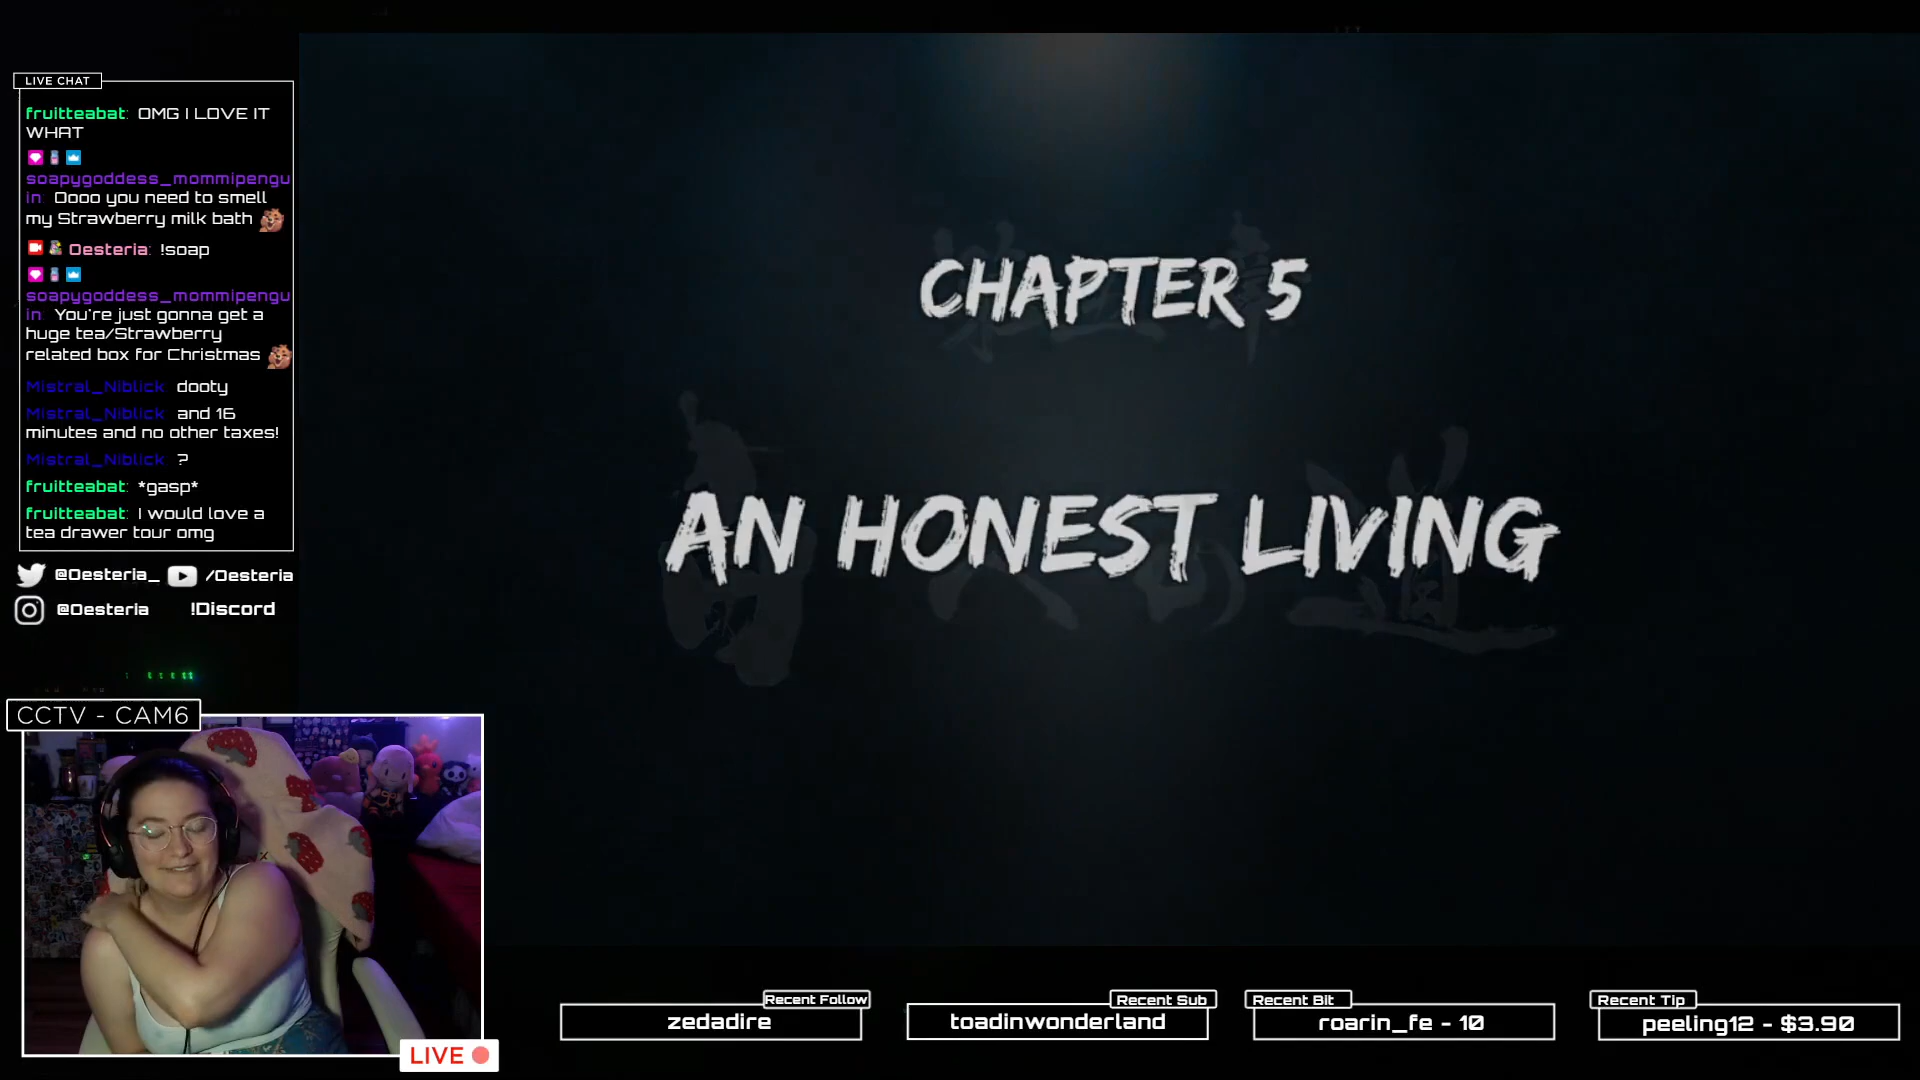 LIVE CHAT
fruitteabat: OMG I LOVE IT
WHAT
soapygoddess_mommipengu
in: Oooo you need to smell
my Strawberry milk bath
Oesteria: !soap
soapygoddess_mommipengu
in: You're just gonna get a
huge tea/Strawberry
related box for Christmas
Mistral_Niblick: dooty
Mistral_Niblick: and 16
minutes and no other taxes!
Mistral_Niblick: ?
fruitteabat: *gasp*
fruitteabat: I would love a
tea drawer tour omg
@Oesteria_ /Oesteria
@Oesteria !Discord
CHAPTER 5
AN HONEST LIVING
CCTV - CAM6
LIVE
Recent Follow
zedadire
Recent Sub
toadinwonderland
Recent Bit
roarin_fe - 10
Recent Tip
peeling12 - $3.90